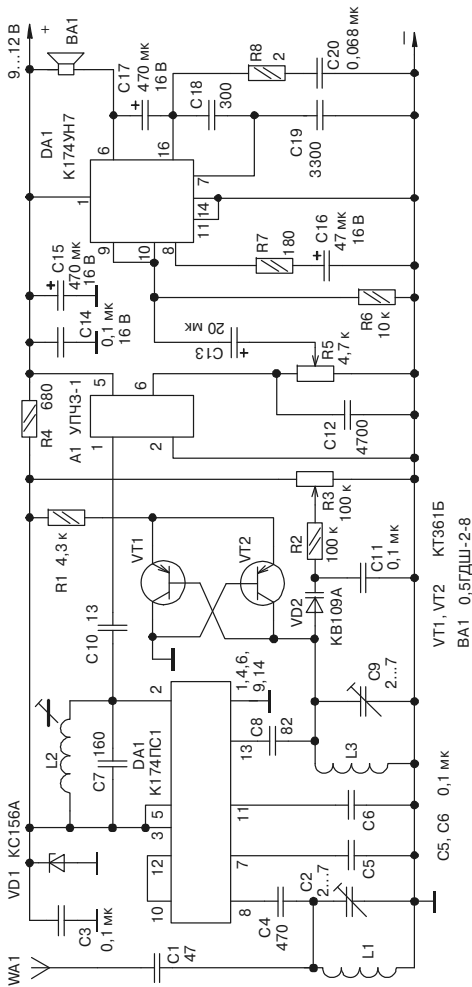 WA1
C1
47
C3
0,1 мк
VD1 КС156А
L1
C2
2...7
C4
470
8
10
12
3
5
7
11
13
2
1, 4, 6,
9, 14
DA1
К174ПС1
L2
C7
160
C5
C6
C5, C6 0,1 мк
C8
82
L3
C9
2...7
C10 13
R1 4,3 к
VT1
VT2
VD2
КВ109А
R2
100 к
R3
100 к
C11
0,1 мк
R4 680
A1 УПЧЗ-1
1
5
6
2
C12
4700
R5
4,7 к
C13 20 мк
+
C14
0,1 мк
16 В
+
C15
470 мк
16 В
R6
10 к
R7
180
+
C16
47 мк
16 В
DA1
К174УН7
1
9
10
8
11
14
7
6
16
+
C17
470 мк
16 В
C18
300
C19
3300
R8
2
C20
0,068 мк
BA1
9...12 В
+
–
VT1, VT2 КТ361Б
BA1 0,5ГДШ-2-8